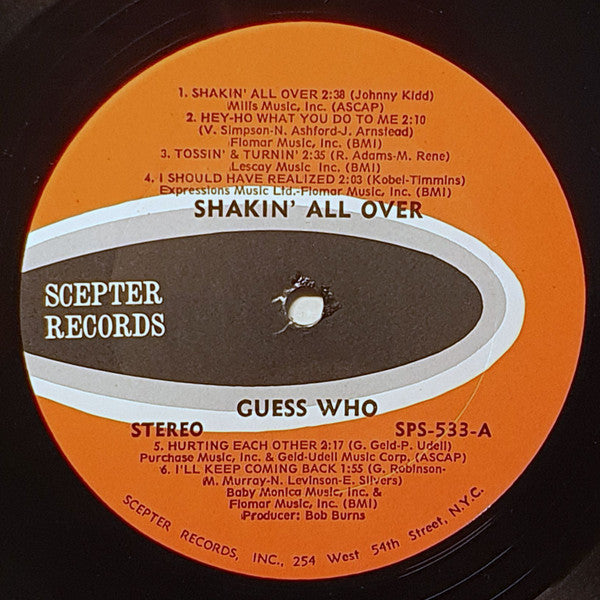 1. SHAKIN' ALL OVER 2:38 (Johnny Kidd)
Mills Music, Inc. (ASCAP)
2. HEY-HO WHAT YOU DO TO ME 2:10
(V. Simpson-N. Ashford-J. Arnstead)
Flomar Music, Inc. (BMI)
3. TOSSIN' & TURNIN' 2:35 (R. Adams-M. Rene)
Lescay Music, Inc. (BMI)
4. I SHOULD HAVE REALIZED 2:03 (Kobel-Timmins)
Expressions Music Ltd.-Flomar Music, Inc. (BMI)
SHAKIN' ALL OVER
SCEPTER
RECORDS
GUESS WHO
STEREO SPS-533-A
5. HURTING EACH OTHER 2:17 (G. Geld-P. Udell)
Purchase Music, Inc. & Geld-Udell Music Corp. (ASCAP)
6. I'LL KEEP COMING BACK 1:55 (G. Robinson-
M. Murray-N. Levinson-E. Silvers)
Baby Monica Music, Inc. &
Flomar Music, Inc. (BMI)
Producer: Bob Burns
SCEPTER RECORDS, INC., 254 West 54th Street, N.Y.C.